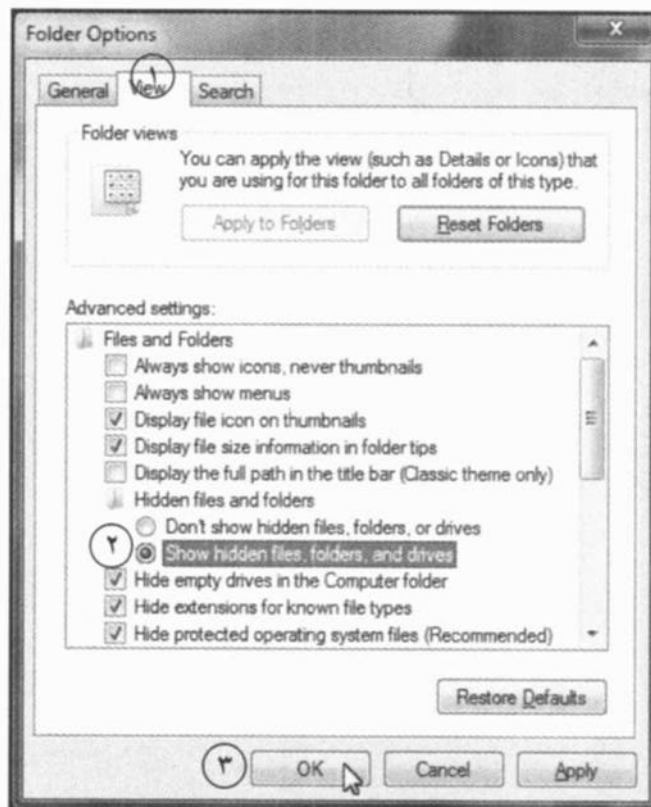 Folder Options
General View Search
۱
Folder views
You can apply the view (such as Details or Icons) that
you are using for this folder to all folders of this type.
Apply to Folders Reset Folders
Advanced settings:
Files and Folders
Always show icons, never thumbnails
Always show menus
Display file icon on thumbnails
Display file size information in folder tips
Display the full path in the title bar (Classic theme only)
Hidden files and folders
Don't show hidden files, folders, or drives
۲ Show hidden files, folders, and drives
Hide empty drives in the Computer folder
Hide extensions for known file types
Hide protected operating system files (Recommended)
Restore Defaults
۳ OK Cancel Apply